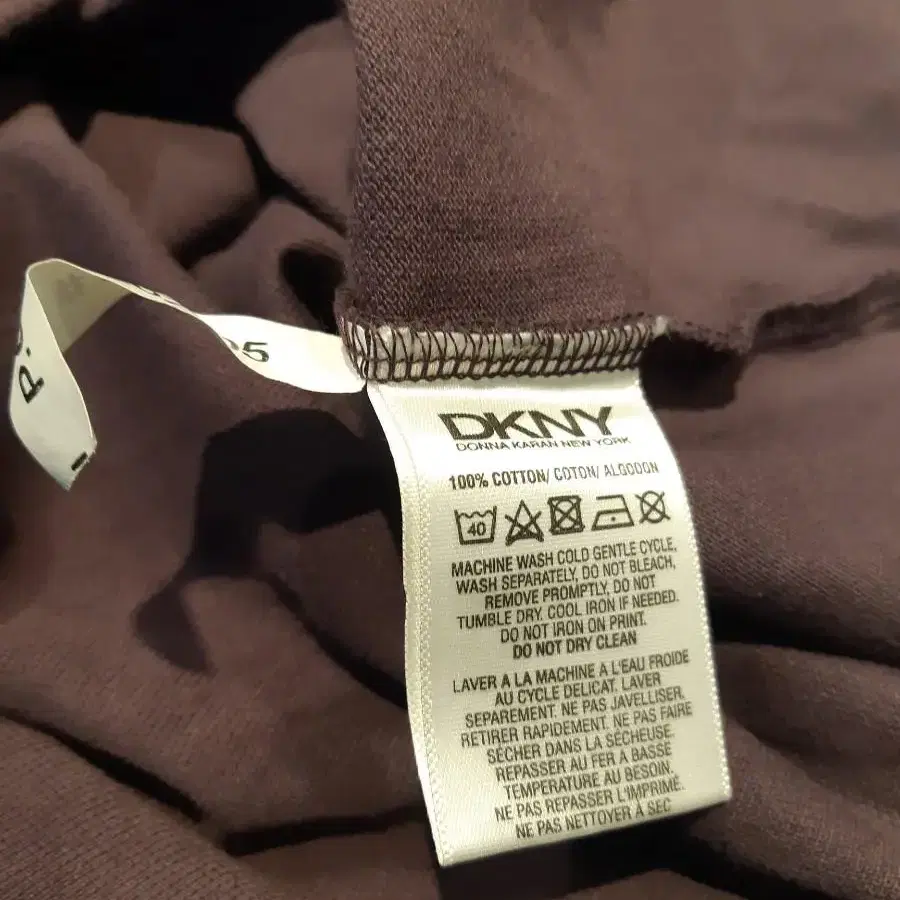 DKNY
DONNA KARAN NEW YORK
100% COTTON/ COTON/ ALGODON
40
MACHINE WASH COLD GENTLE CYCLE,
WASH SEPARATELY, DO NOT BLEACH,
REMOVE PROMPTLY, DO NOT
TUMBLE DRY. COOL IRON IF NEEDED.
DO NOT IRON ON PRINT.
DO NOT DRY CLEAN
LAVER A LA MACHINE A L'EAU FROIDE
AU CYCLE DELICAT. LAVER
SEPAREMENT. NE PAS JAVELLISER.
RETIRER RAPIDEMENT. NE PAS FAIRE
SÉCHER DANS LA SÉCHEUSE.
REPASSER AU FER A BASSE
TEMPERATURE AU BESOIN.
NE PAS REPASSER L'IMPRIMÉ.
NE PAS NETTOYER A SEC
P.